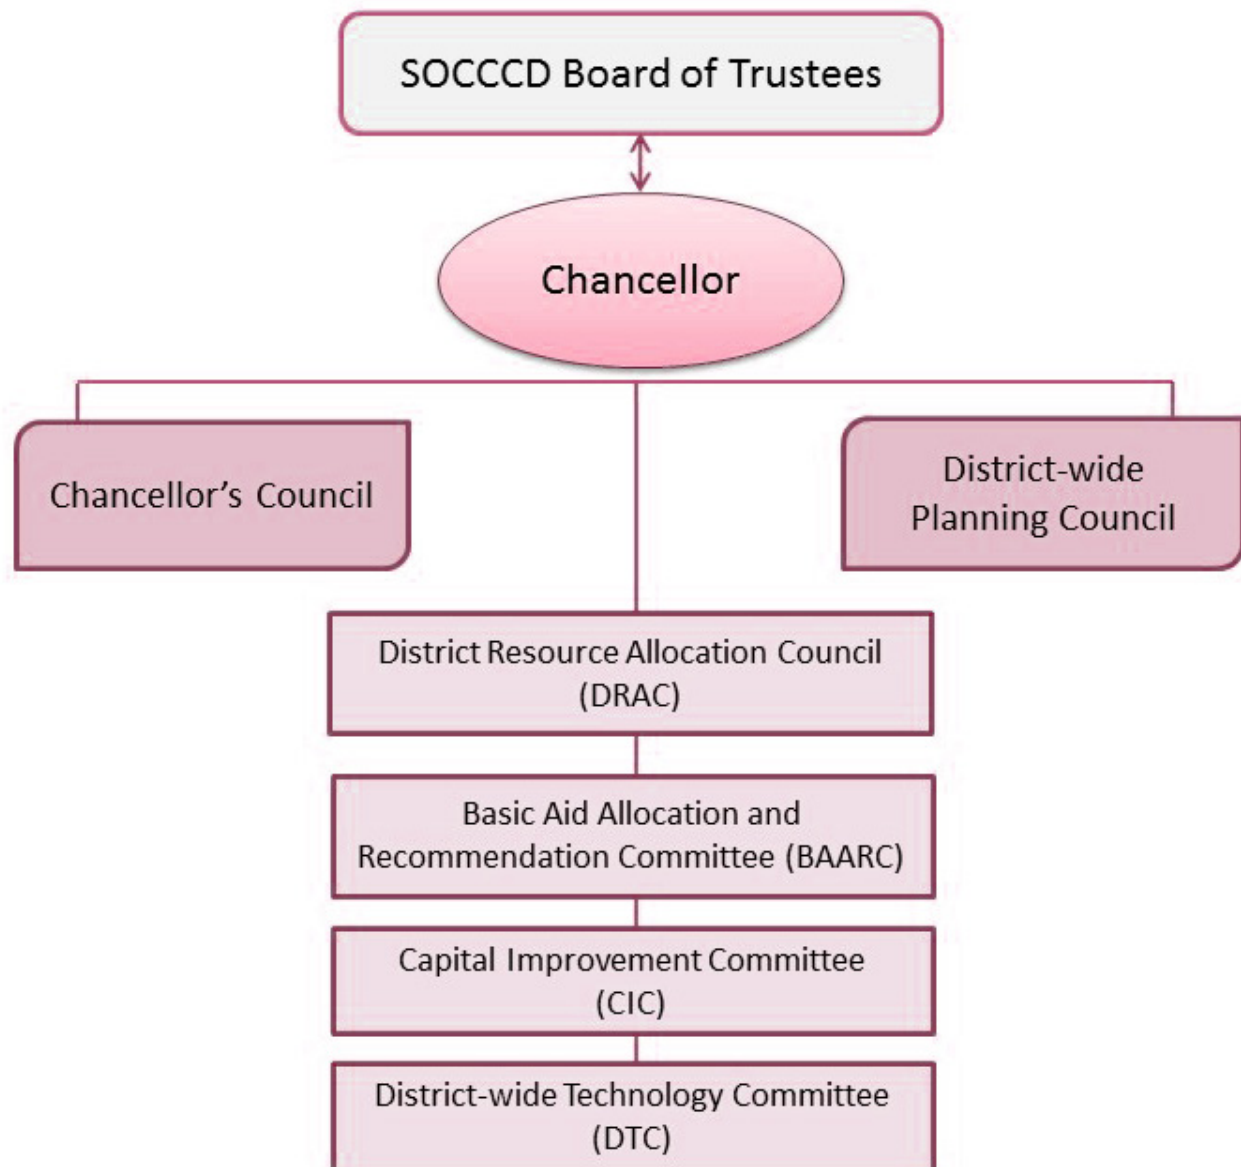 SOCCCD Board of Trustees
Chancellor
Chancellor’s Council
District-wide
Planning Council
District Resource Allocation Council
(DRAC)
Basic Aid Allocation and
Recommendation Committee (BAARC)
Capital Improvement Committee
(CIC)
District-wide Technology Committee
(DTC)